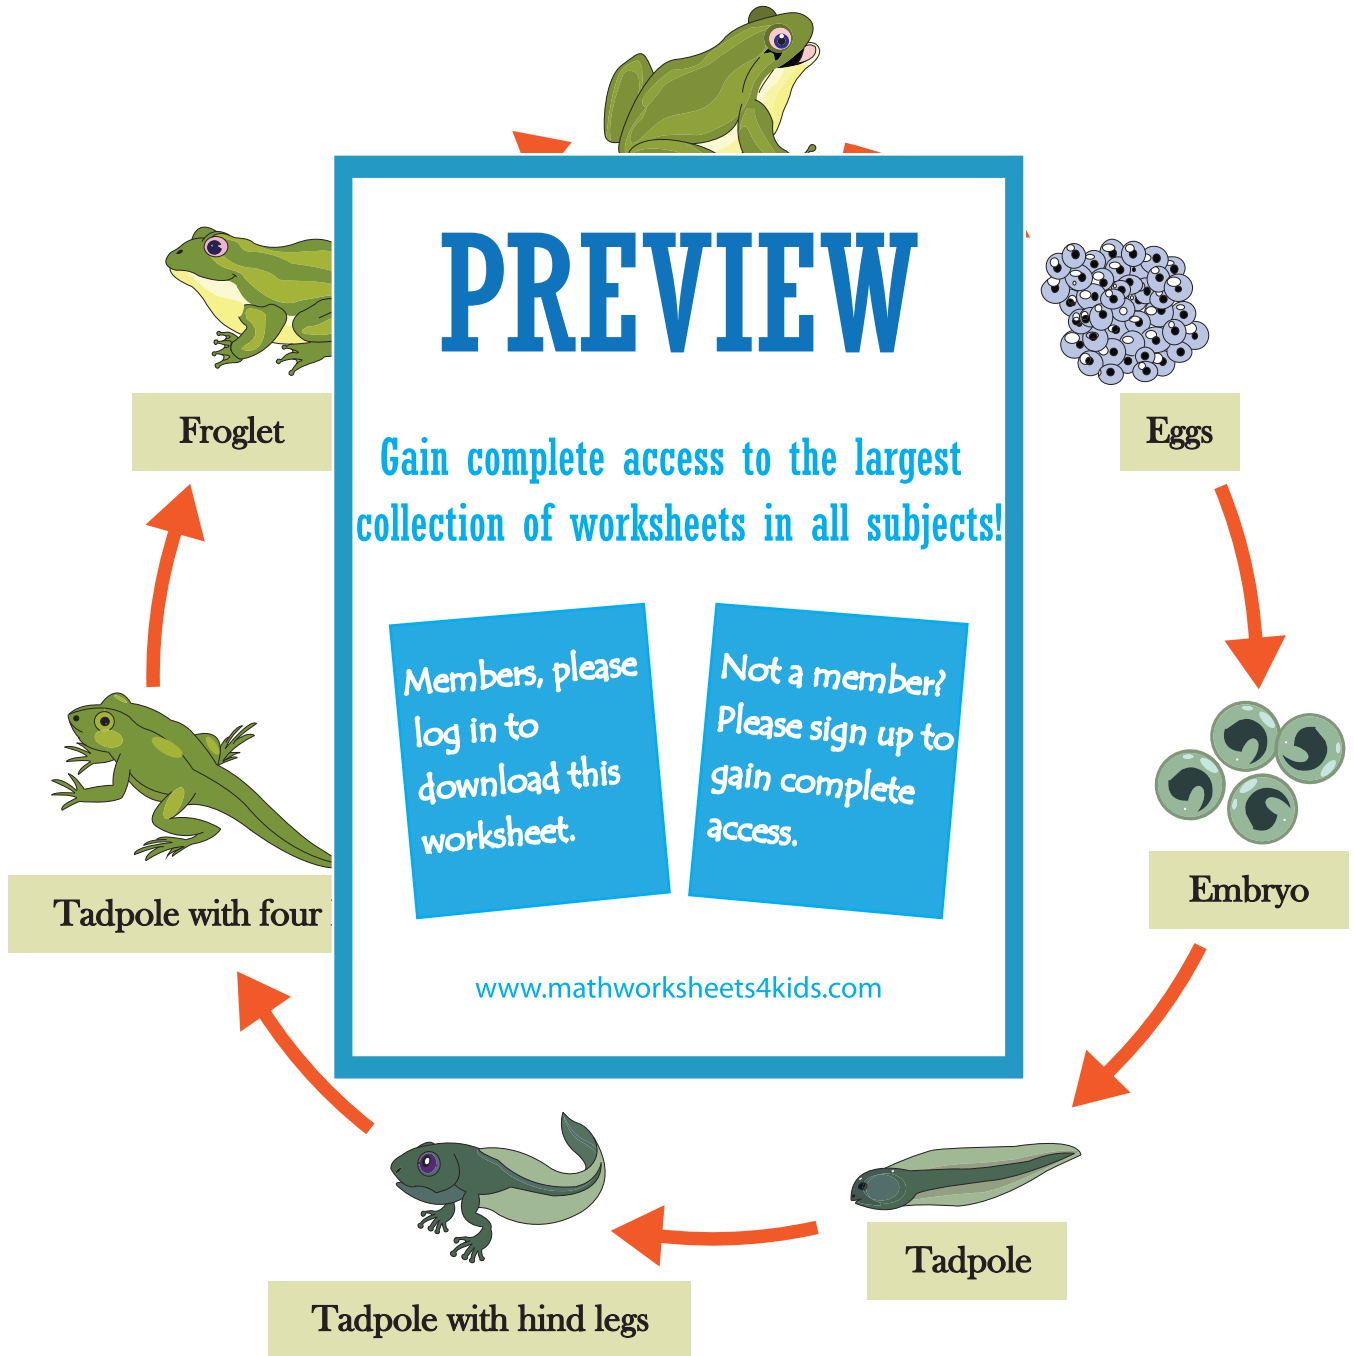 PREVIEW
Gain complete access to the largest
collection of worksheets in all subjects!
Members, please
log in to
download this
worksheet.
Not a member?
Please sign up to
gain complete
access.
www.mathworksheets4kids.com
Froglet
Eggs
Tadpole with four
Embryo
Tadpole
Tadpole with hind legs